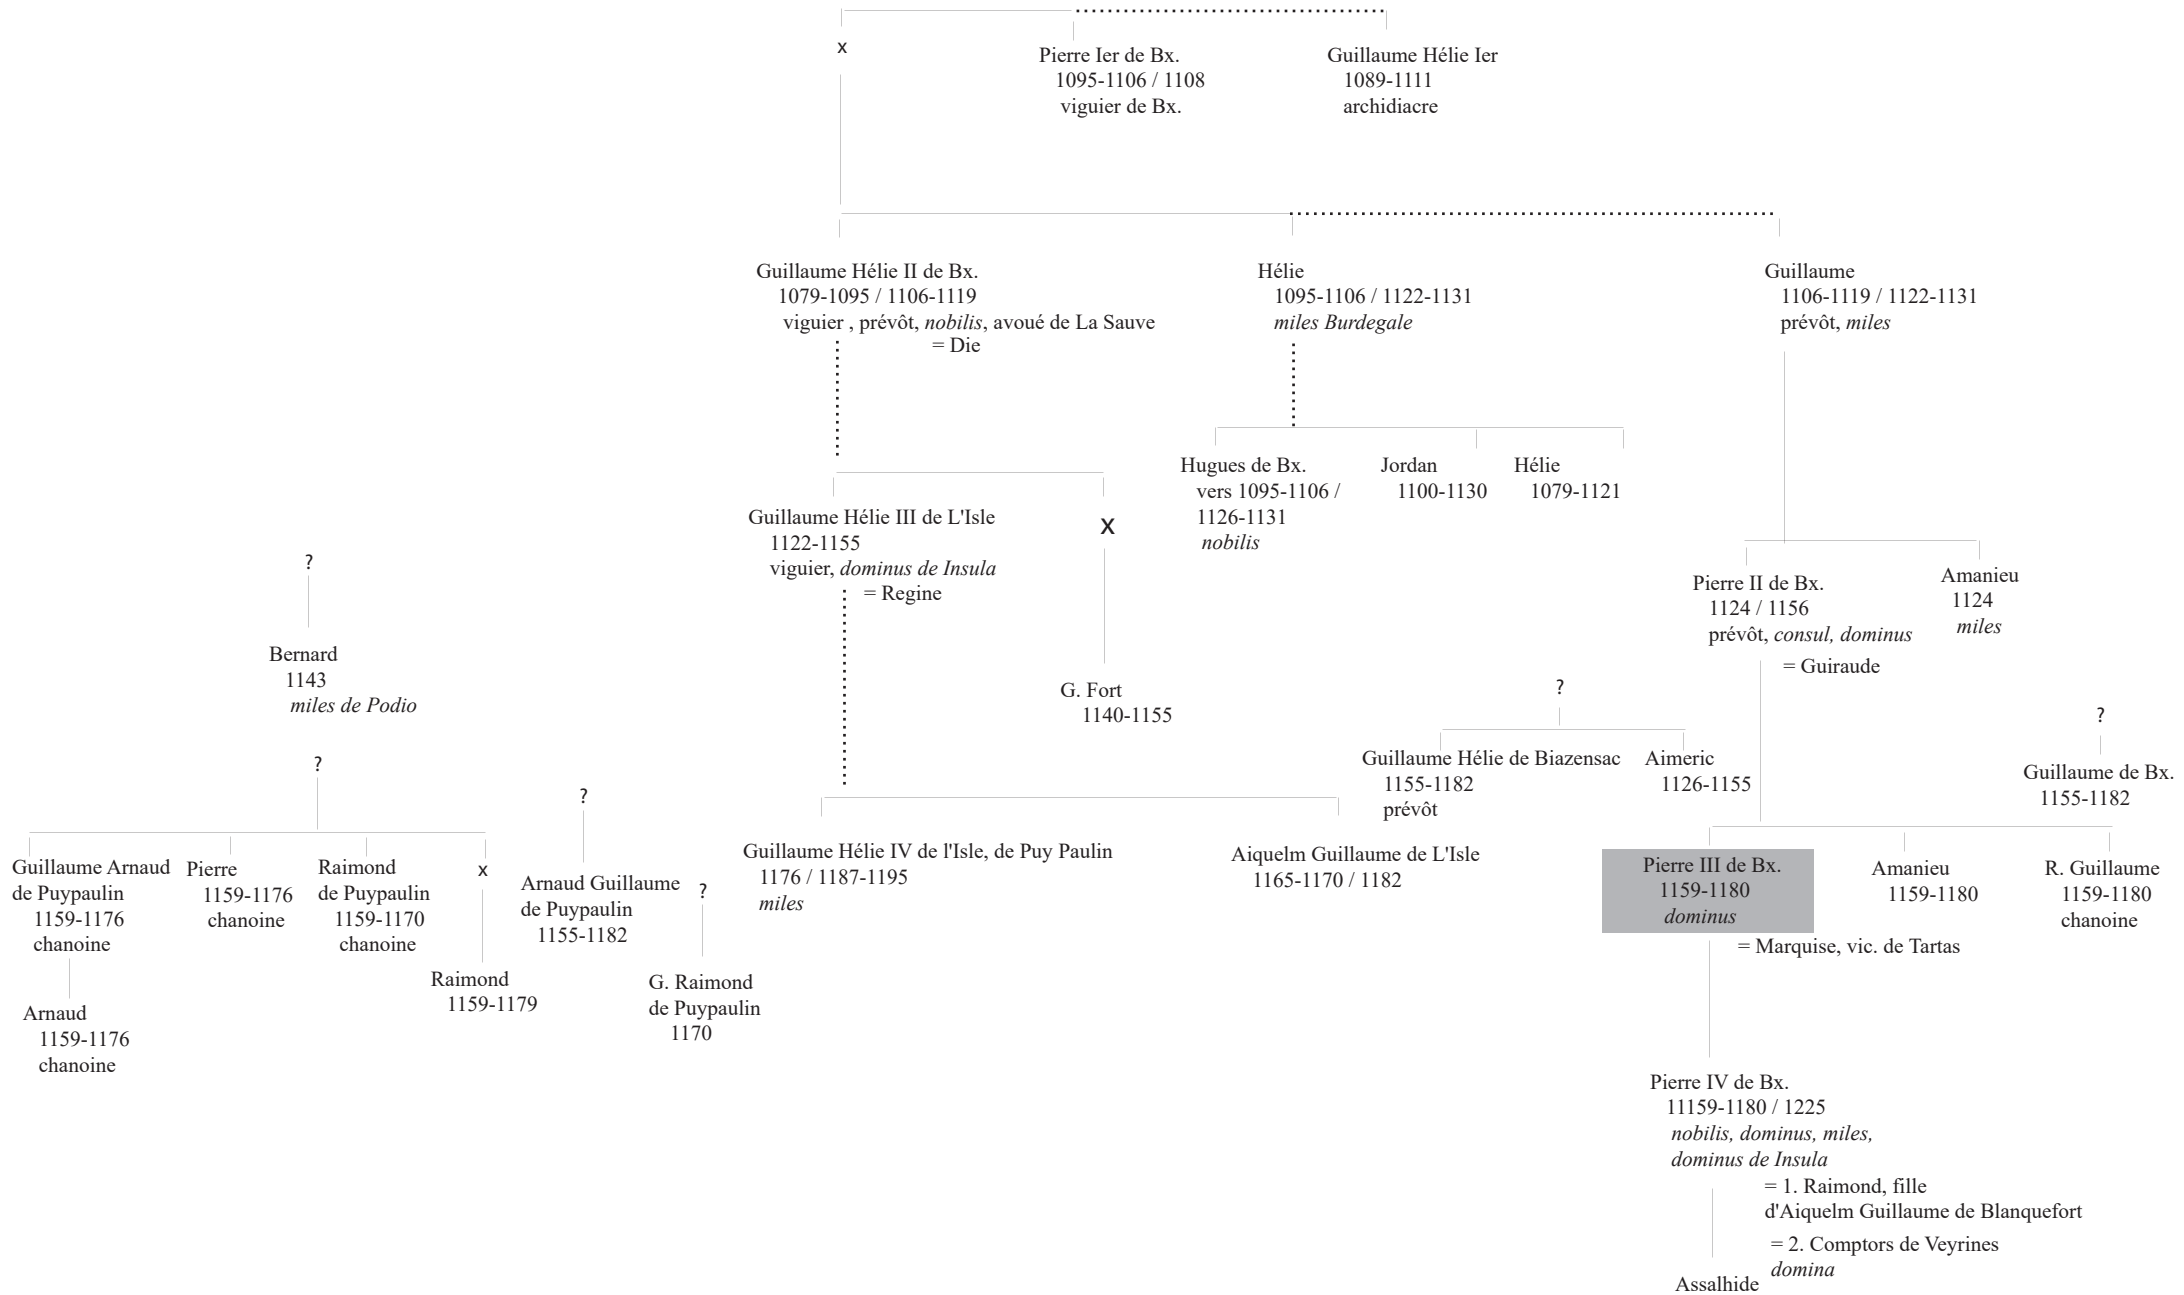 x
Pierre Ier de Bx.
1095-1106 / 1108
viguier de Bx.
Guillaume Hélie Ier
1089-1111
archidiacre
Guillaume Hélie II de Bx.
1079-1095 / 1106-1119
viguier , prévôt, nobilis, avoué de La Sauve
= Die
Hélie
1095-1106 / 1122-1131
miles Burdegale
Guillaume
1106-1119 / 1122-1131
prévôt, miles
Hugues de Bx.
vers 1095-1106 /
1126-1131
nobilis
Jordan
1100-1130
Hélie
1079-1121
Guillaume Hélie III de L'Isle
1122-1155
viguier, dominus de Insula
= Regine
x
?
Bernard
1143
miles de Podio
G. Fort
1140-1155
Pierre II de Bx.
1124 / 1156
prévôt, consul, dominus
= Guiraude
Amanieu
1124
miles
?
Guillaume Hélie de Biazensac
1155-1182
prévôt
Aimeric
1126-1155
?
Guillaume de Bx.
1155-1182
?
Guillaume Arnaud
de Puypaulin
1159-1176
chanoine
Pierre
1159-1176
chanoine
Raimond
de Puypaulin
1159-1170
chanoine
x
Raimond
1159-1179
Arnaud
1159-1176
chanoine
?
Arnaud Guillaume
de Puypaulin
1155-1182
?
G. Raimond
de Puypaulin
1170
Guillaume Hélie IV de l'Isle, de Puy Paulin
1176 / 1187-1195
miles
Aiquelm Guillaume de L'Isle
1165-1170 / 1182
Pierre III de Bx.
1159-1180
dominus
= Marquise, vic. de Tartas
Amanieu
1159-1180
R. Guillaume
1159-1180
chanoine
Pierre IV de Bx.
11159-1180 / 1225
nobilis, dominus, miles,
dominus de Insula
= 1. Raimond, fille
d'Aiquelm Guillaume de Blanquefort
= 2. Comptors de Veyrines
domina
Assalhide